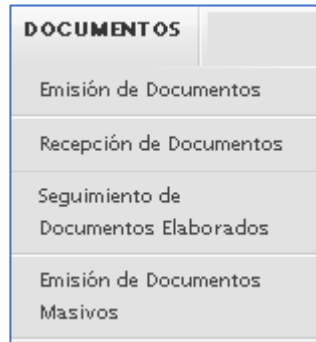 DOCUMENTOS
Emisión de Documentos
Recepción de Documentos
Seguimiento de
Documentos Elaborados
Emisión de Documentos
Masivos